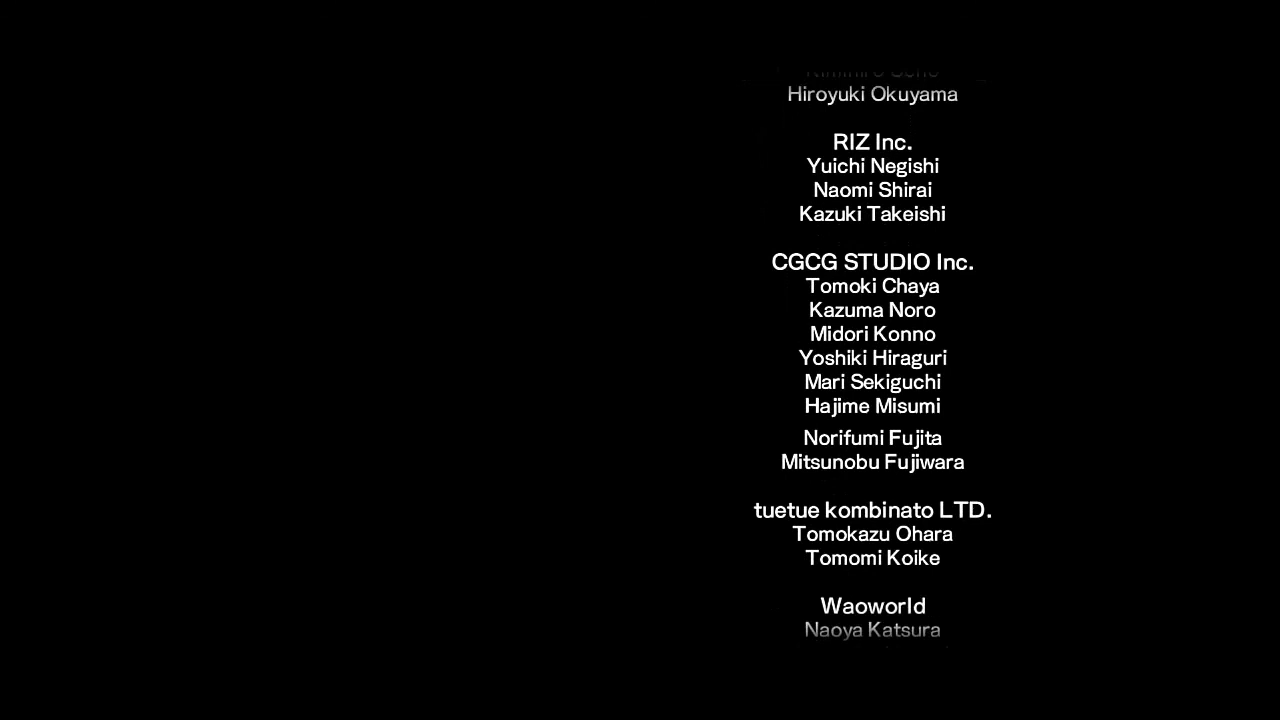 Hiroyuki Okuyama
RIZ Inc.
Yuichi Negishi
Naomi Shirai
Kazuki Takeishi
CGCG STUDIO Inc.
Tomoki Chaya
Kazuma Noro
Midori Konno
Yoshiki Hiraguri
Mari Sekiguchi
Hajime Misumi
Norifumi Fujita
Mitsunobu Fujiwara
tuetue kombinato LTD.
Tomokazu Ohara
Tomomi Koike
Waoworld
Naoya Katsura